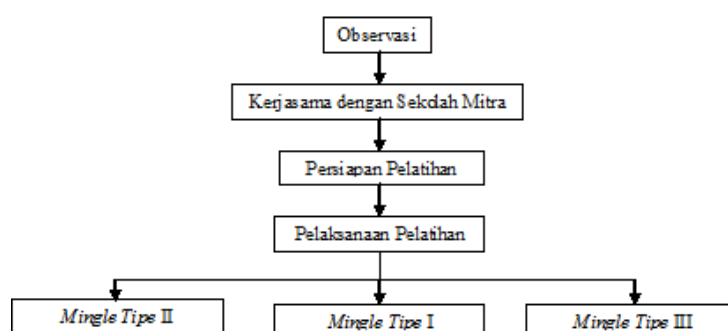 Observasi
Kerjasama dengan Sekolah Mitra
Persiapan Pelatihan
Pelaksanaan Pelatihan
Mingle Tipe II
Mingle Tipe I
Mingle Tipe III